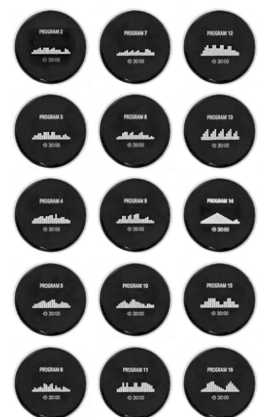 PROGRAM 2
30:00
PROGRAM 7
30:00
PROGRAM 12
30:00
PROGRAM 3
30:00
PROGRAM 8
30:00
PROGRAM 13
30:00
PROGRAM 4
30:00
PROGRAM 9
30:00
PROGRAM 14
30:00
PROGRAM 5
30:00
PROGRAM 10
30:00
PROGRAM 15
30:00
PROGRAM 6
30:00
PROGRAM 11
30:00
PROGRAM 16
30:00